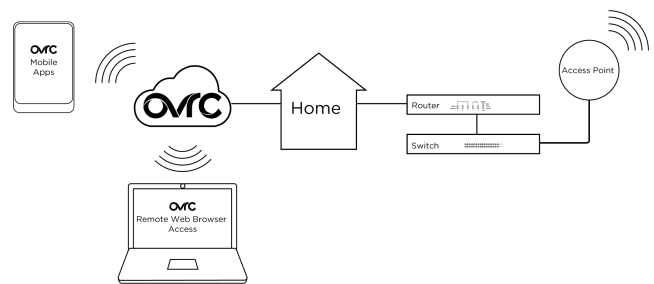 ovrc
Mobile
Apps
ovrc
Home
Router
Switch
Access Point
ovrc
Remote Web Browser
Access